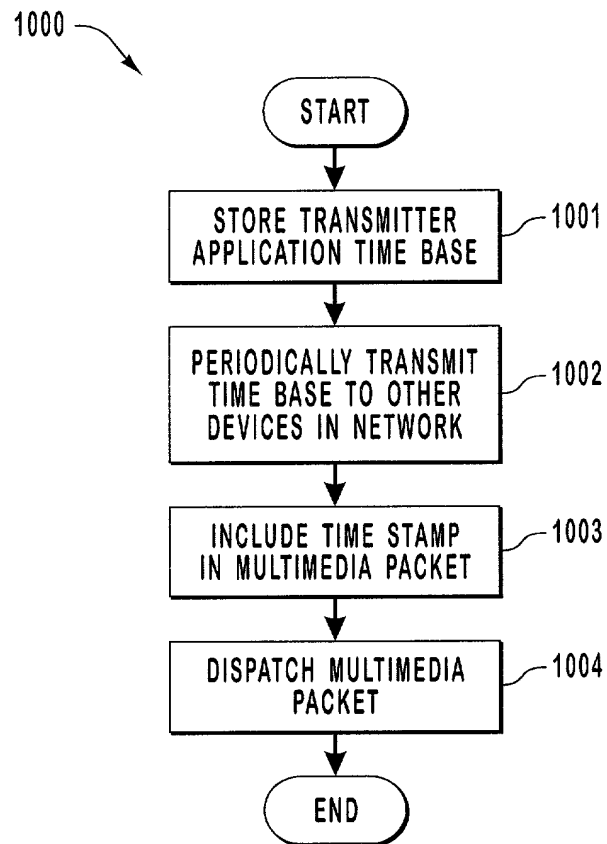 1000
START
STORE TRANSMITTER
APPLICATION TIME BASE
1001
PERIODICALLY TRANSMIT
TIME BASE TO OTHER
DEVICES IN NETWORK
1002
INCLUDE TIME STAMP
IN MULTIMEDIA PACKET
1003
DISPATCH MULTIMEDIA
PACKET
1004
END